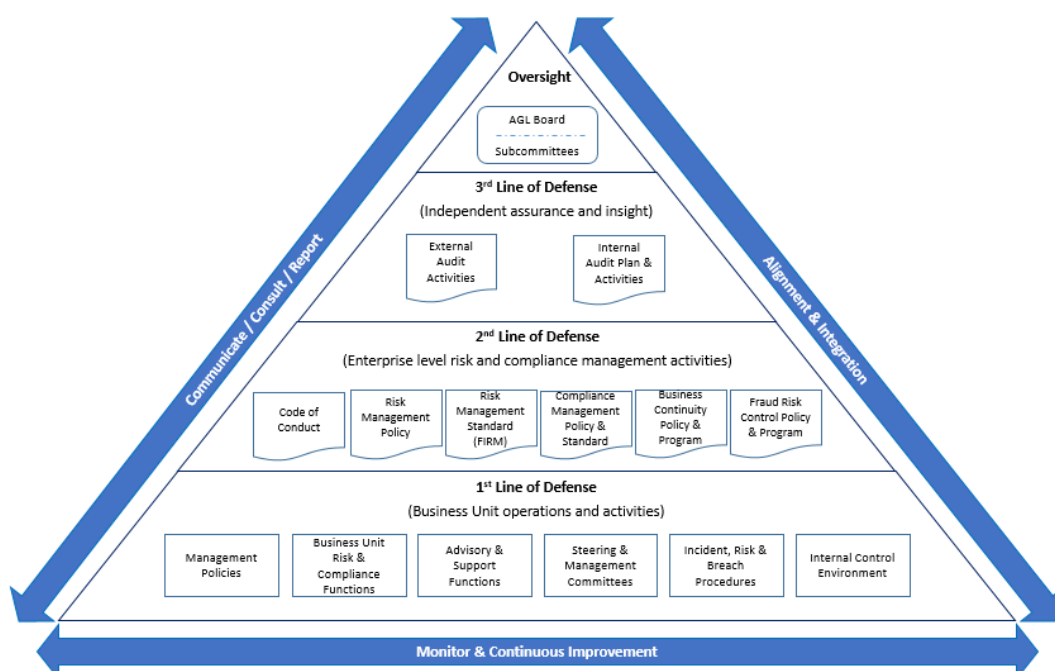 Oversight
AGL Board
Subcommittees
3rd Line of Defense
(Independent assurance and insight)
External
Audit
Activities
Internal
Audit Plan &
Activities
2nd Line of Defense
(Enterprise level risk and compliance management activities)
Code of
Conduct
Risk
Management
Policy
Risk
Management
Standard
(FIRM)
Compliance
Management
Policy &
Standard
Business
Continuity
Policy &
Program
Fraud Risk
Control Policy
& Program
1st Line of Defense
(Business Unit operations and activities)
Management
Policies
Business Unit
Risk &
Compliance
Functions
Advisory &
Support
Functions
Steering &
Management
Committees
Incident, Risk &
Breach
Procedures
Internal Control
Environment
Communicate / Consult / Report
Alignment & Integration
Monitor & Continuous Improvement